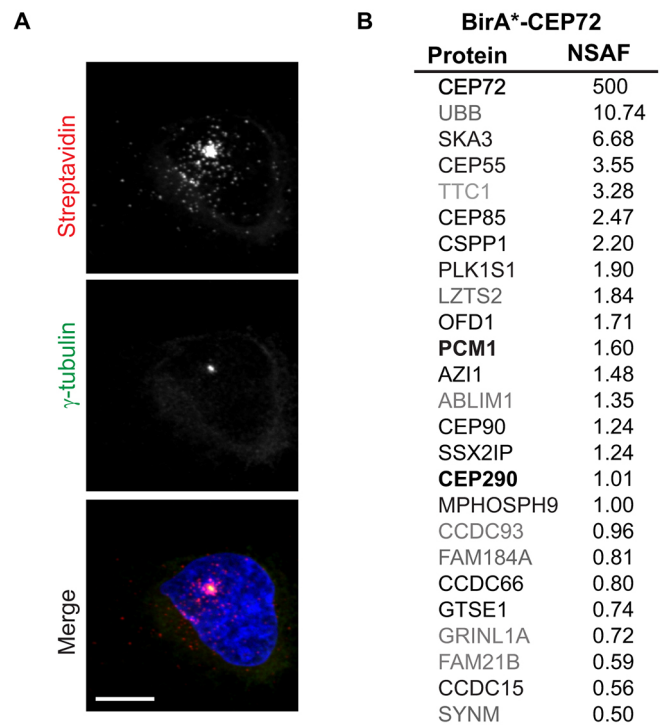 A
Streptavidin
γ-tubulin
Merge
B
BirA*-CEP72
Protein NSAF
CEP72 500
UBB 10.74
SKA3 6.68
CEP55 3.55
TTC1 3.28
CEP85 2.47
CSPP1 2.20
PLK1S1 1.90
LZTS2 1.84
OFD1 1.71
PCM1 1.60
AZI1 1.48
ABLIM1 1.35
CEP90 1.24
SSX2IP 1.24
CEP290 1.01
MPHOSPH9 1.00
CCDC93 0.96
FAM184A 0.81
CCDC66 0.80
GTSE1 0.74
GRINL1A 0.72
FAM21B 0.59
CCDC15 0.56
SYNM 0.50